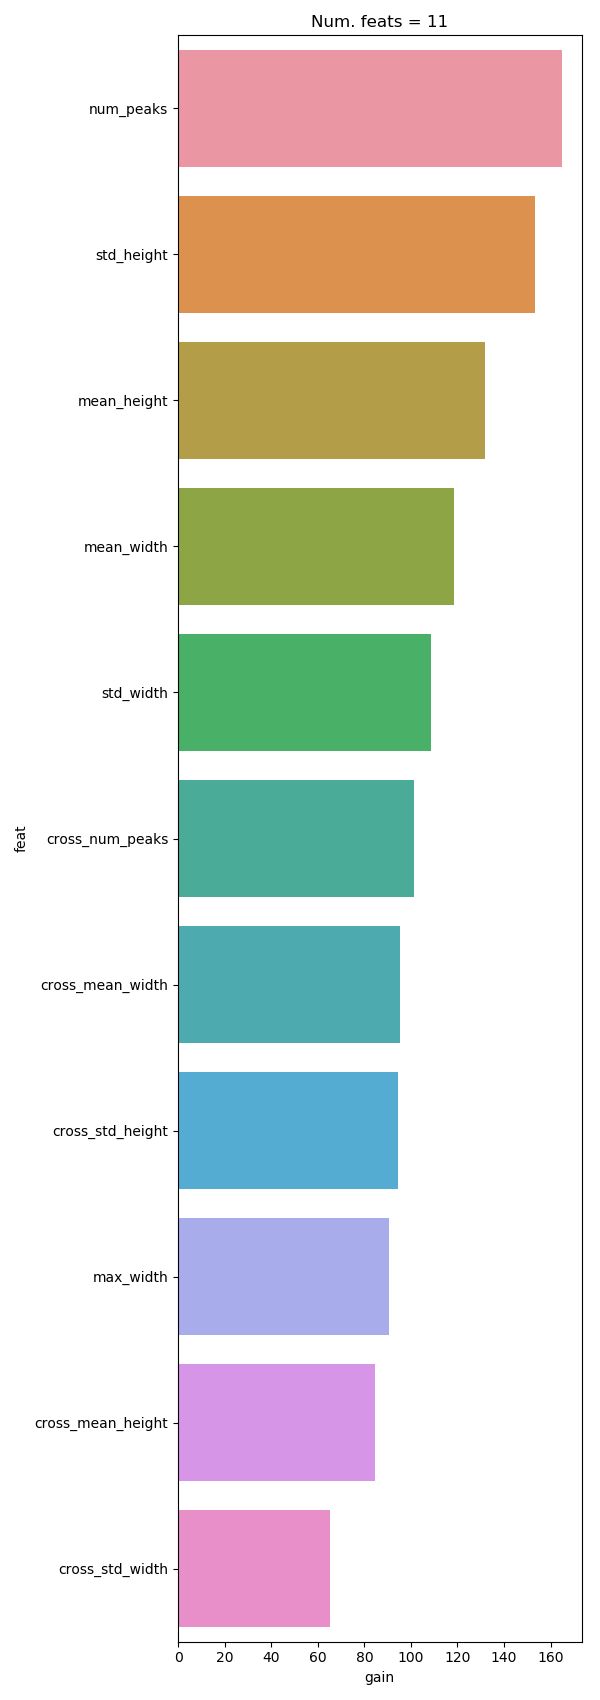 Num. feats = 11
num_peaks
std_height
mean_height
mean_width
std_width
cross_num_peaks
feat
cross_mean_width
cross_std_height
max_width
cross_mean_height
cross_std_width
0 20 40 60 80 100 120 140 160
gain